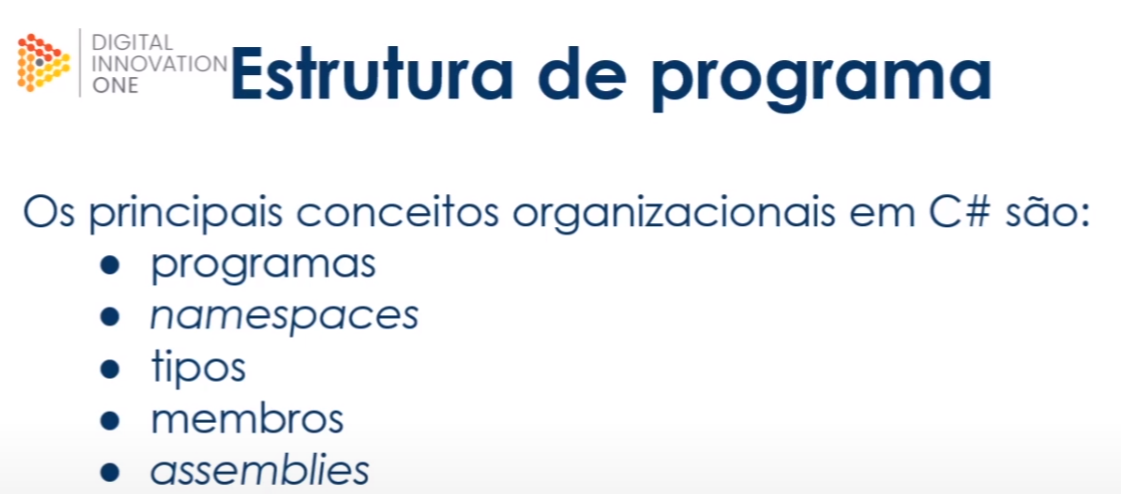 DIGITAL
INNOVATION
ONE
Estrutura de programa
Os principais conceitos organizacionais em C# são:
● programas
● namespaces
● tipos
● membros
● assemblies